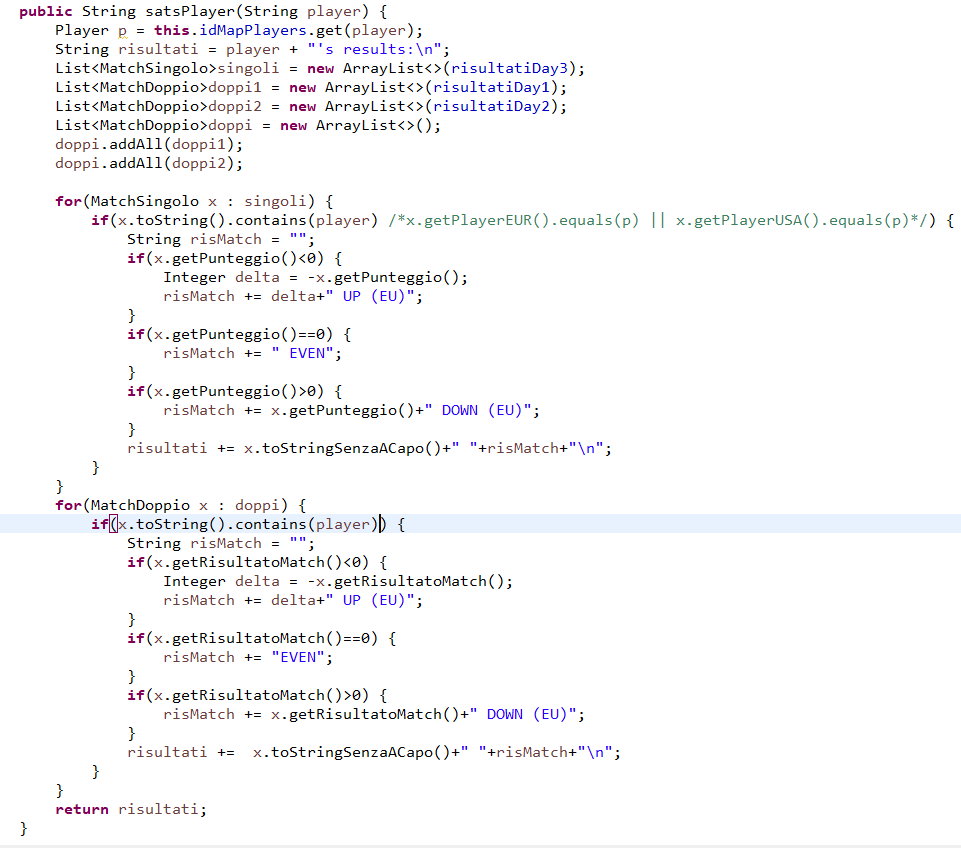 public String satsPlayer(String player) {
    Player p = this.idMapPlayers.get(player);
    String risultati = player + "'s results:\n";
    List<MatchSingolo>singoli = new ArrayList<>(risultatiDay3);
    List<MatchDoppio>doppi1 = new ArrayList<>(risultatiDay1);
    List<MatchDoppio>doppi2 = new ArrayList<>(risultatiDay2);
    List<MatchDoppio>doppi = new ArrayList<>();
    doppi.addAll(doppi1);
    doppi.addAll(doppi2);

    for(MatchSingolo x : singoli) {
        if(x.toString().contains(player) /*x.getPlayerEUR().equals(p) || x.getPlayerUSA().equals(p)*/) {
            String risMatch = "";
            if(x.getPunteggio()<0) {
                Integer delta = -x.getPunteggio();
                risMatch += delta+" UP (EU)";
            }
            if(x.getPunteggio()==0) {
                risMatch += " EVEN";
            }
            if(x.getPunteggio()>0) {
                risMatch += x.getPunteggio()+" DOWN (EU)";
            }
            risultati += x.toStringSenzaACapo()+" "+risMatch+"\n";
        }
    }
    for(MatchDoppio x : doppi) {
        if(x.toString().contains(player)) {
            String risMatch = "";
            if(x.getRisultatoMatch()<0) {
                Integer delta = -x.getRisultatoMatch();
                risMatch += delta+" UP (EU)";
            }
            if(x.getRisultatoMatch()==0) {
                risMatch += "EVEN";
            }
            if(x.getRisultatoMatch()>0) {
                risMatch += x.getRisultatoMatch()+" DOWN (EU)";
            }
            risultati +=  x.toStringSenzaACapo()+" "+risMatch+"\n";
        }
    }
    return risultati;
}